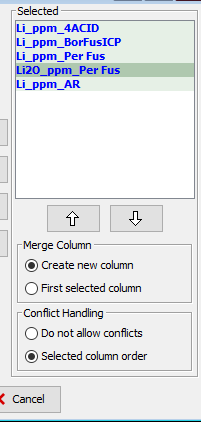 Selected
Li_ppm_4ACID
Li_ppm_BorFusICP
Li_ppm_Per Fus
Li2O_ppm_Per Fus
Li_ppm_AR
Merge Column
Create new column
First selected column
Conflict Handling
Do not allow conflicts
Selected column order
Cancel